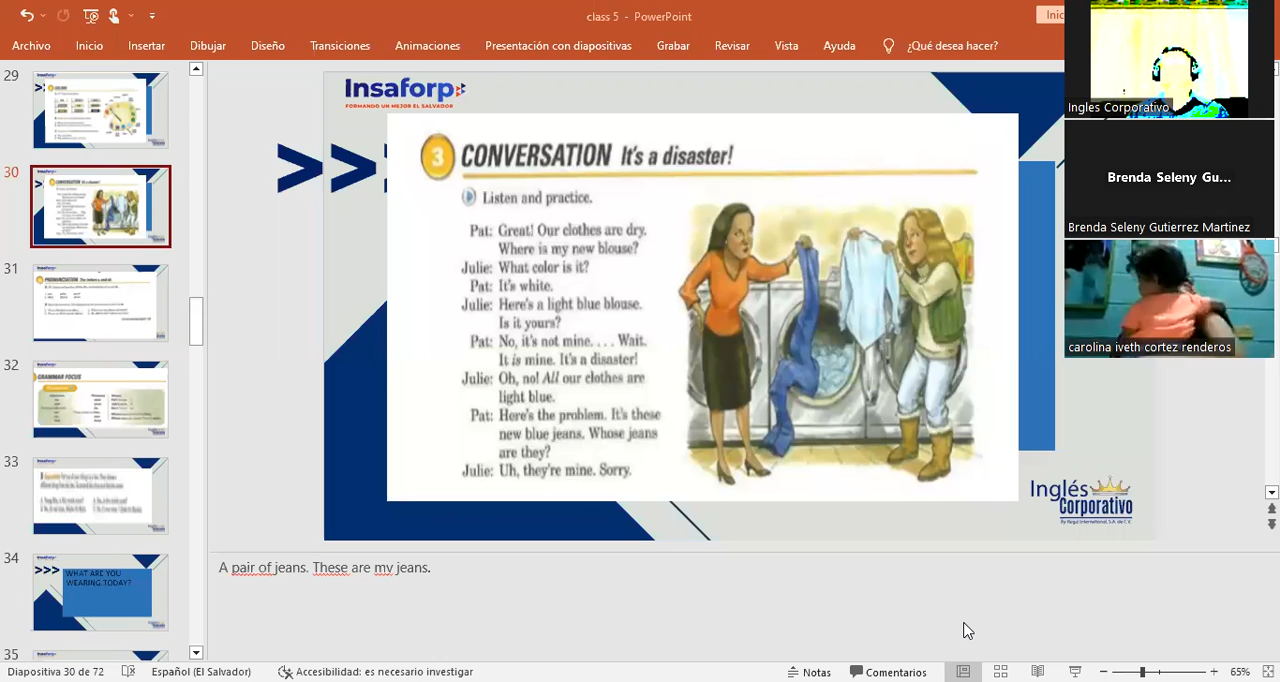 class 5 - PowerPoint
Inic
Archivo
Inicio
Insertar
Dibujar
Diseño
Transiciones
Animaciones
Presentación con diapositivas
Grabar
Revisar
Vista
Ayuda
¿Qué desea hacer?
Ingles Corporativo
Brenda Seleny Gu...
Brenda Seleny Gutierrez Martinez
carolina iveth cortez renderos
29
30
31
32
GRAMMAR FOCUS
33
34
WHAT ARE YOU
WEARING TODAY?
35
Insaforp
FORMANDO UN MEJOR EL SALVADOR
3 CONVERSATION It's a disaster!
Listen and practice.
Pat: Great! Our clothes are dry.
Where is my new blouse?
Julie: What color is it?
Pat: It's white.
Julie: Here's a light blue blouse.
Is it yours?
Pat: No, it's not mine. . . . Wait.
It is mine. It's a disaster!
Julie: Oh, no! All our clothes are
light blue.
Pat: Here's the problem. It's these
new blue jeans. Whose jeans
are they?
Julie: Uh, they're mine. Sorry.
Inglés
Corporativo
By Regal International, S.A. de C.V.
A pair of jeans. These are my jeans.
Diapositiva 30 de 72
Español (El Salvador)
Accesibilidad: es necesario investigar
Notas
Comentarios
65%